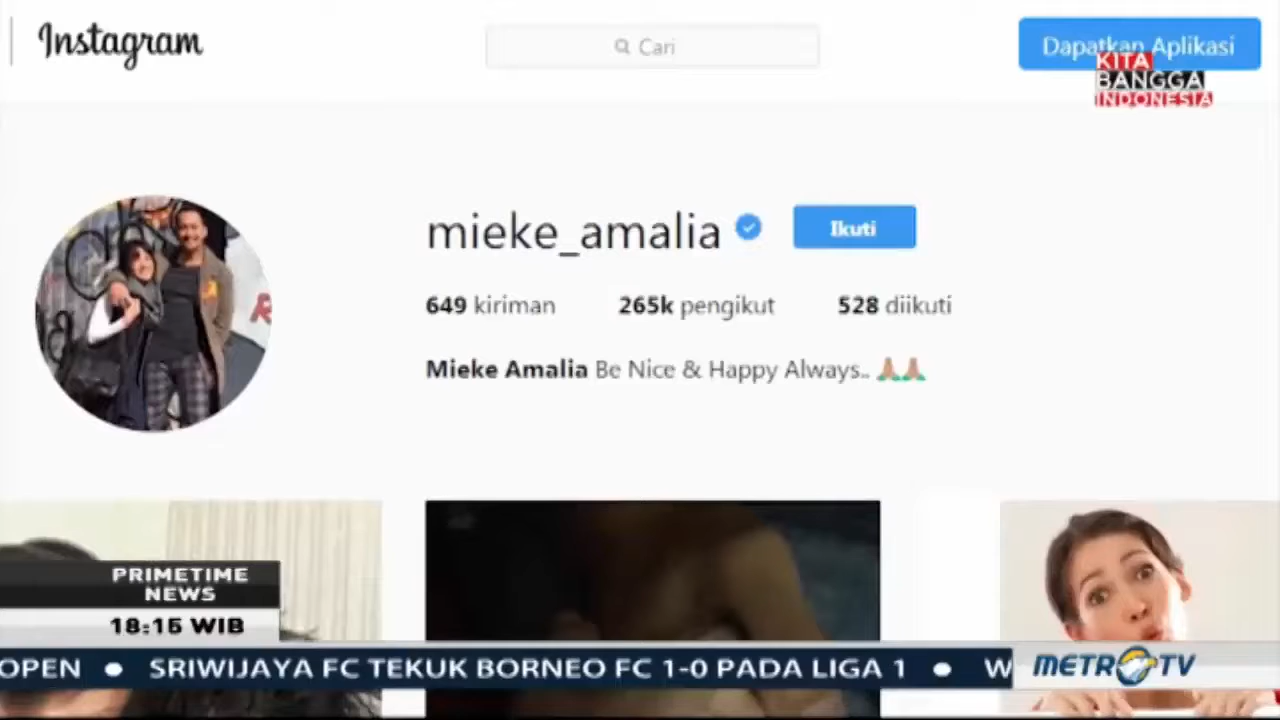 Instagram
Cari
Dapatkan Aplikasi
KITA
BANGGA
INDONESIA
mieke_amalia
Ikuti
649 kiriman 265k pengikut 528 diikuti
Mieke Amalia Be Nice & Happy Always.. 🙏🏽🙏🏽
PRIMETIME
NEWS
18:15 WIB
OPEN ● SRIWIJAYA FC TEKUK BORNEO FC 1-0 PADA LIGA 1 ● W
METRO TV